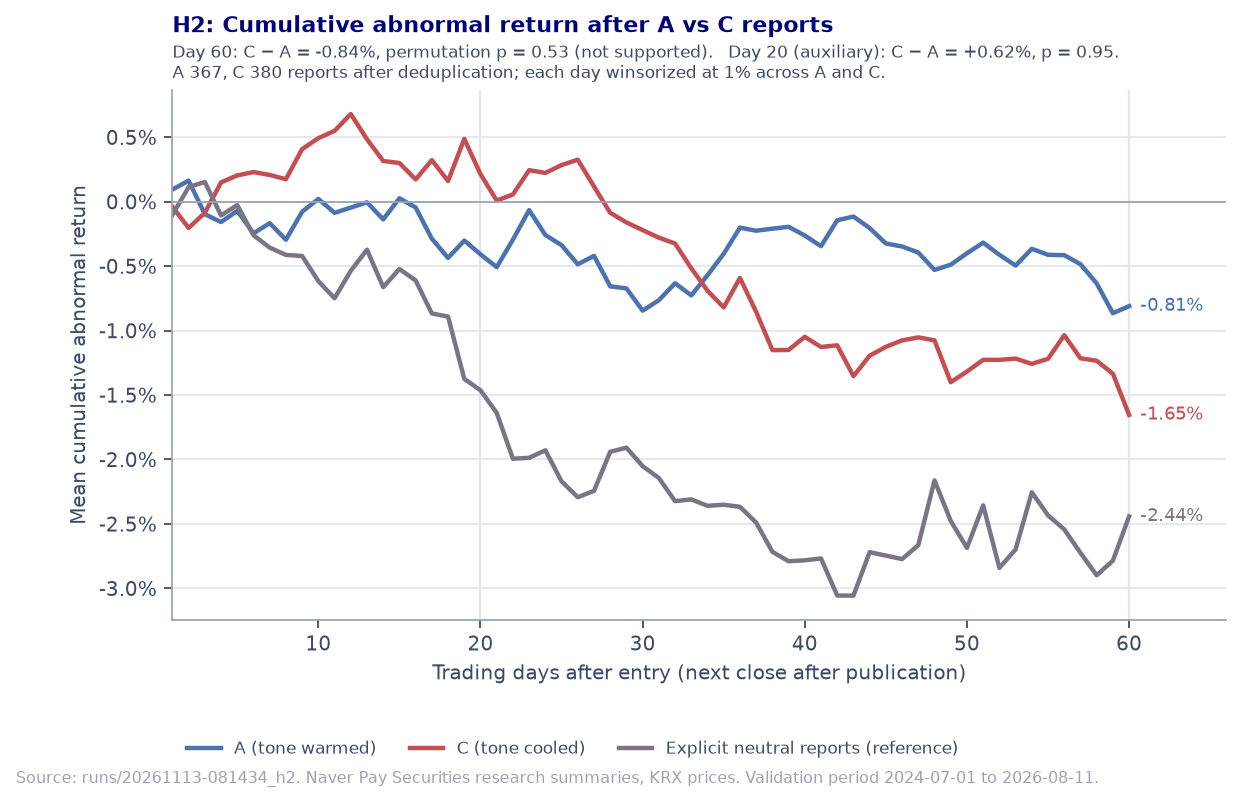 H2: Cumulative abnormal return after A vs C reports
Day 60: C − A = -0.84%, permutation p = 0.53 (not supported).   Day 20 (auxiliary): C − A = +0.62%, p = 0.95.
A 367, C 380 reports after deduplication; each day winsorized at 1% across A and C.
Mean cumulative abnormal return
0.5%
0.0%
-0.5%
-1.0%
-1.5%
-2.0%
-2.5%
-3.0%
-0.81%
-1.65%
-2.44%
10 20 30 40 50 60
Trading days after entry (next close after publication)
A (tone warmed) C (tone cooled) Explicit neutral reports (reference)
Source: runs/20261113-081434_h2. Naver Pay Securities research summaries, KRX prices. Validation period 2024-07-01 to 2026-08-11.